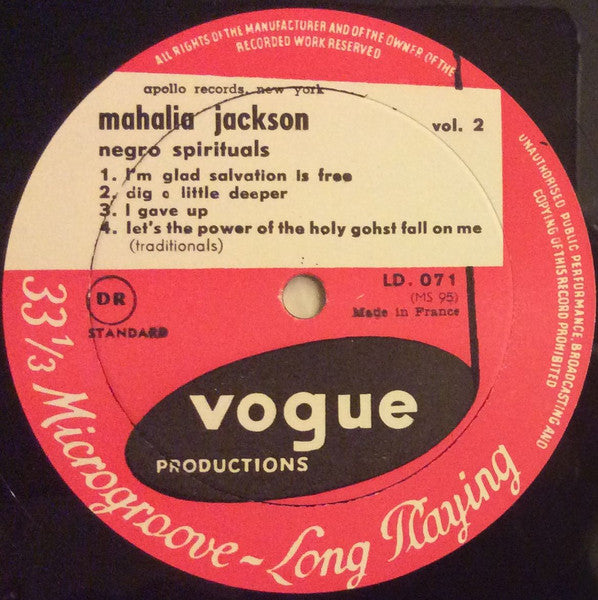 ALL RIGHTS OF THE MANUFACTURER AND OF THE OWNER OF THE
RECORDED WORK RESERVED
apollo records, new york
mahalia jackson vol. 2
negro spirituals
1. I'm glad salvation is free
2. dig a little deeper
3. I gave up
4. let's the power of the holy gohst fall on me
(traditionals)
UNAUTHORISED PUBLIC PERFORMANCE BROADCASTING AND
COPYING OF THIS RECORD PROHIBITED
DR
STANDARD
LD. 071
(MS 95)
Made in France
vogue
PRODUCTIONS
33 1/3 Microgroove ~ Long Playing